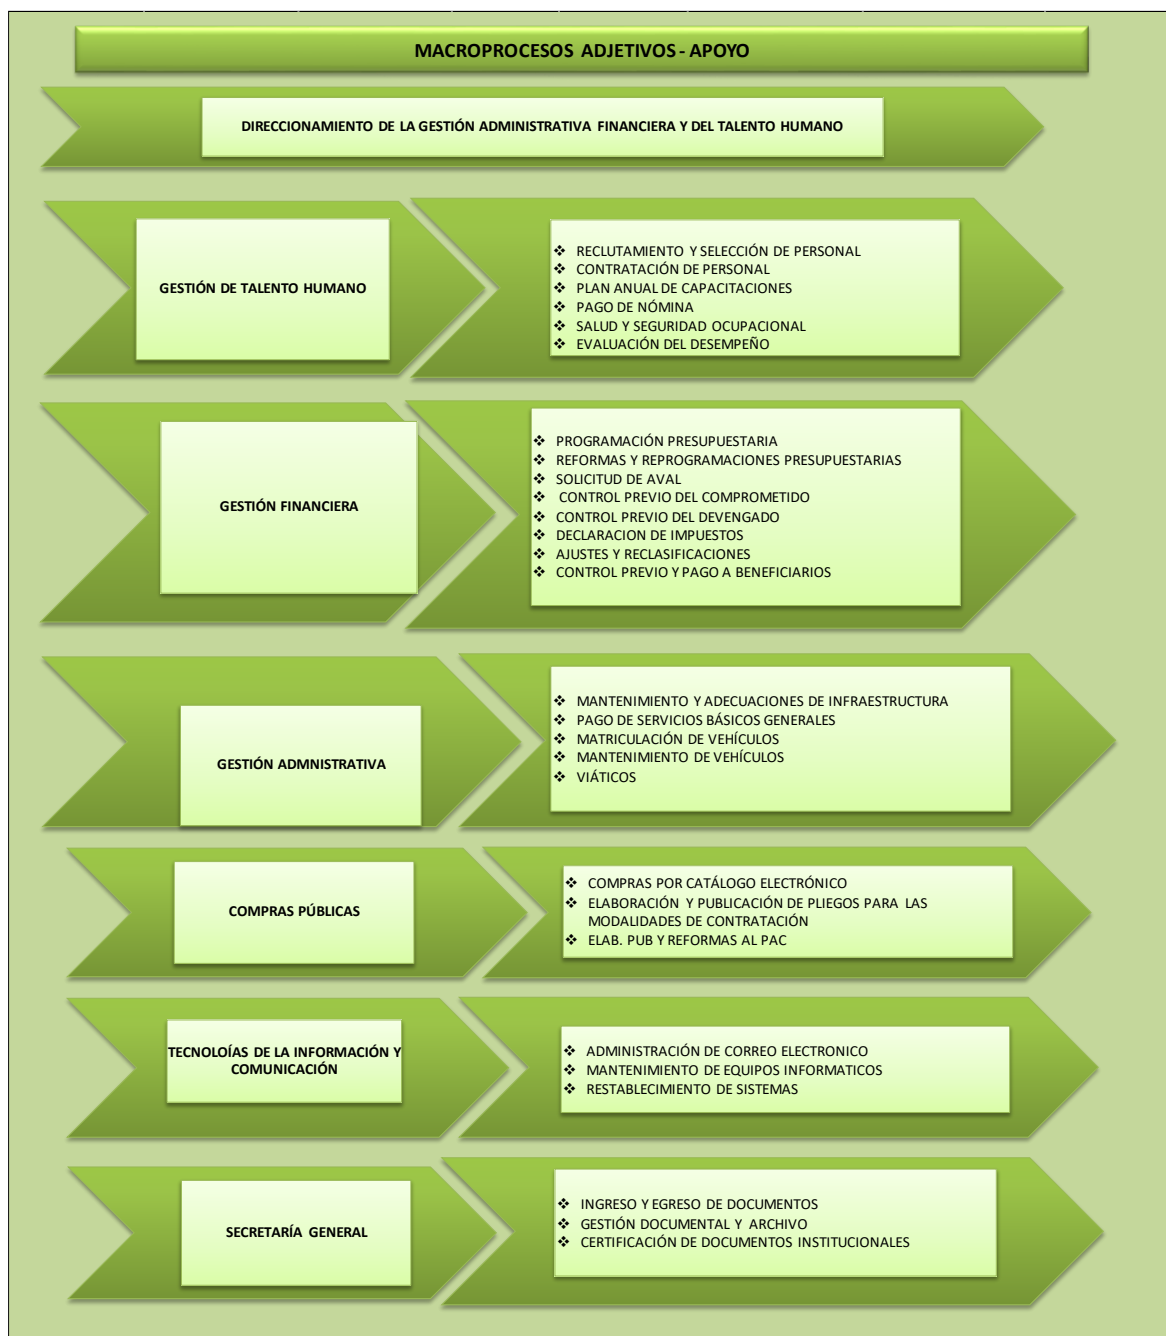 MACROPROCESOS ADJETIVOS - APOYO
DIRECCIONAMIENTO DE LA GESTIÓN ADMINISTRATIVA FINANCIERA Y DEL TALENTO HUMANO
GESTIÓN DE TALENTO HUMANO
❖ RECLUTAMIENTO Y SELECCIÓN DE PERSONAL
❖ CONTRATACIÓN DE PERSONAL
❖ PLAN ANUAL DE CAPACITACIONES
❖ PAGO DE NÓMINA
❖ SALUD Y SEGURIDAD OCUPACIONAL
❖ EVALUACIÓN DEL DESEMPEÑO
GESTIÓN FINANCIERA
❖ PROGRAMACIÓN PRESUPUESTARIA
❖ REFORMAS Y REPROGRAMACIONES PRESUPUESTARIAS
❖ SOLICITUD DE AVAL
❖ CONTROL PREVIO DEL COMPROMETIDO
❖ CONTROL PREVIO DEL DEVENGADO
❖ DECLARACION DE IMPUESTOS
❖ AJUSTES Y RECLASIFICACIONES
❖ CONTROL PREVIO Y PAGO A BENEFICIARIOS
GESTIÓN ADMNISTRATIVA
❖ MANTENIMIENTO Y ADECUACIONES DE INFRAESTRUCTURA
❖ PAGO DE SERVICIOS BÁSICOS GENERALES
❖ MATRICULACIÓN DE VEHÍCULOS
❖ MANTENIMIENTO DE VEHÍCULOS
❖ VIÁTICOS
COMPRAS PÚBLICAS
❖ COMPRAS POR CATÁLOGO ELECTRÓNICO
❖ ELABORACIÓN Y PUBLICACIÓN DE PLIEGOS PARA LAS
MODALIDADES DE CONTRATACIÓN
❖ ELAB. PUB Y REFORMAS AL PAC
TECNOLOÍAS DE LA INFORMACIÓN Y
COMUNICACIÓN
❖ ADMINISTRACIÓN DE CORREO ELECTRONICO
❖ MANTENIMIENTO DE EQUIPOS INFORMATICOS
❖ RESTABLECIMIENTO DE SISTEMAS
SECRETARÍA GENERAL
❖ INGRESO Y EGRESO DE DOCUMENTOS
❖ GESTIÓN DOCUMENTAL Y ARCHIVO
❖ CERTIFICACIÓN DE DOCUMENTOS INSTITUCIONALES